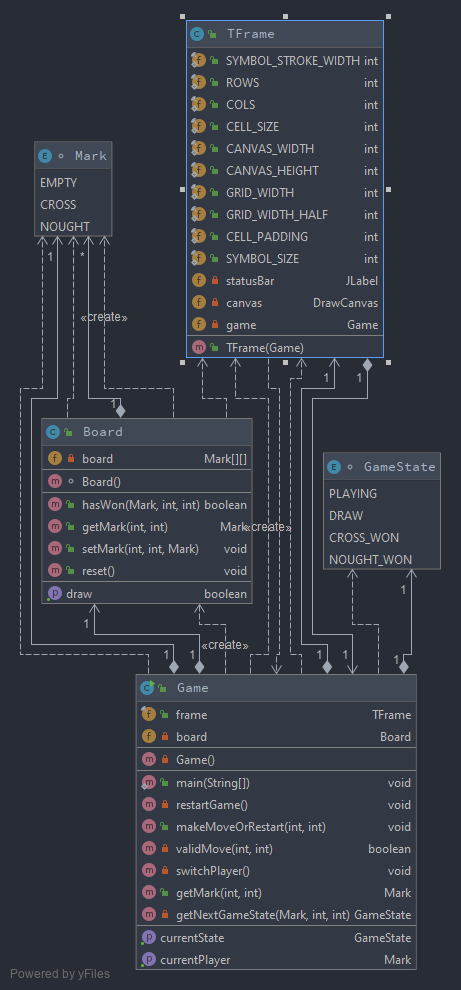 TFrame
SYMBOL_STROKE_WIDTH int
ROWS int
COLS int
CELL_SIZE int
CANVAS_WIDTH int
CANVAS_HEIGHT int
GRID_WIDTH int
GRID_WIDTH_HALF int
CELL_PADDING int
SYMBOL_SIZE int
statusBar JLabel
canvas DrawCanvas
game Game
TFrame(Game)
Mark
EMPTY
CROSS
NOUGHT
1 *
«create»
1 1 1
Board
board Mark[][]
Board()
hasWon(Mark, int, int) boolean
getMark(int, int) Mark
setMark(int, int, Mark) void
reset() void
draw boolean
«create»
GameState
PLAYING
DRAW
CROSS_WON
NOUGHT_WON
1 1
«create»
1 1 1 1 1
Game
frame TFrame
board Board
Game()
main(String[]) void
restartGame() void
makeMoveOrRestart(int, int) void
validMove(int, int) boolean
switchPlayer() void
getMark(int, int) Mark
getNextGameState(Mark, int, int) GameState
currentState GameState
currentPlayer Mark
Powered by yFiles